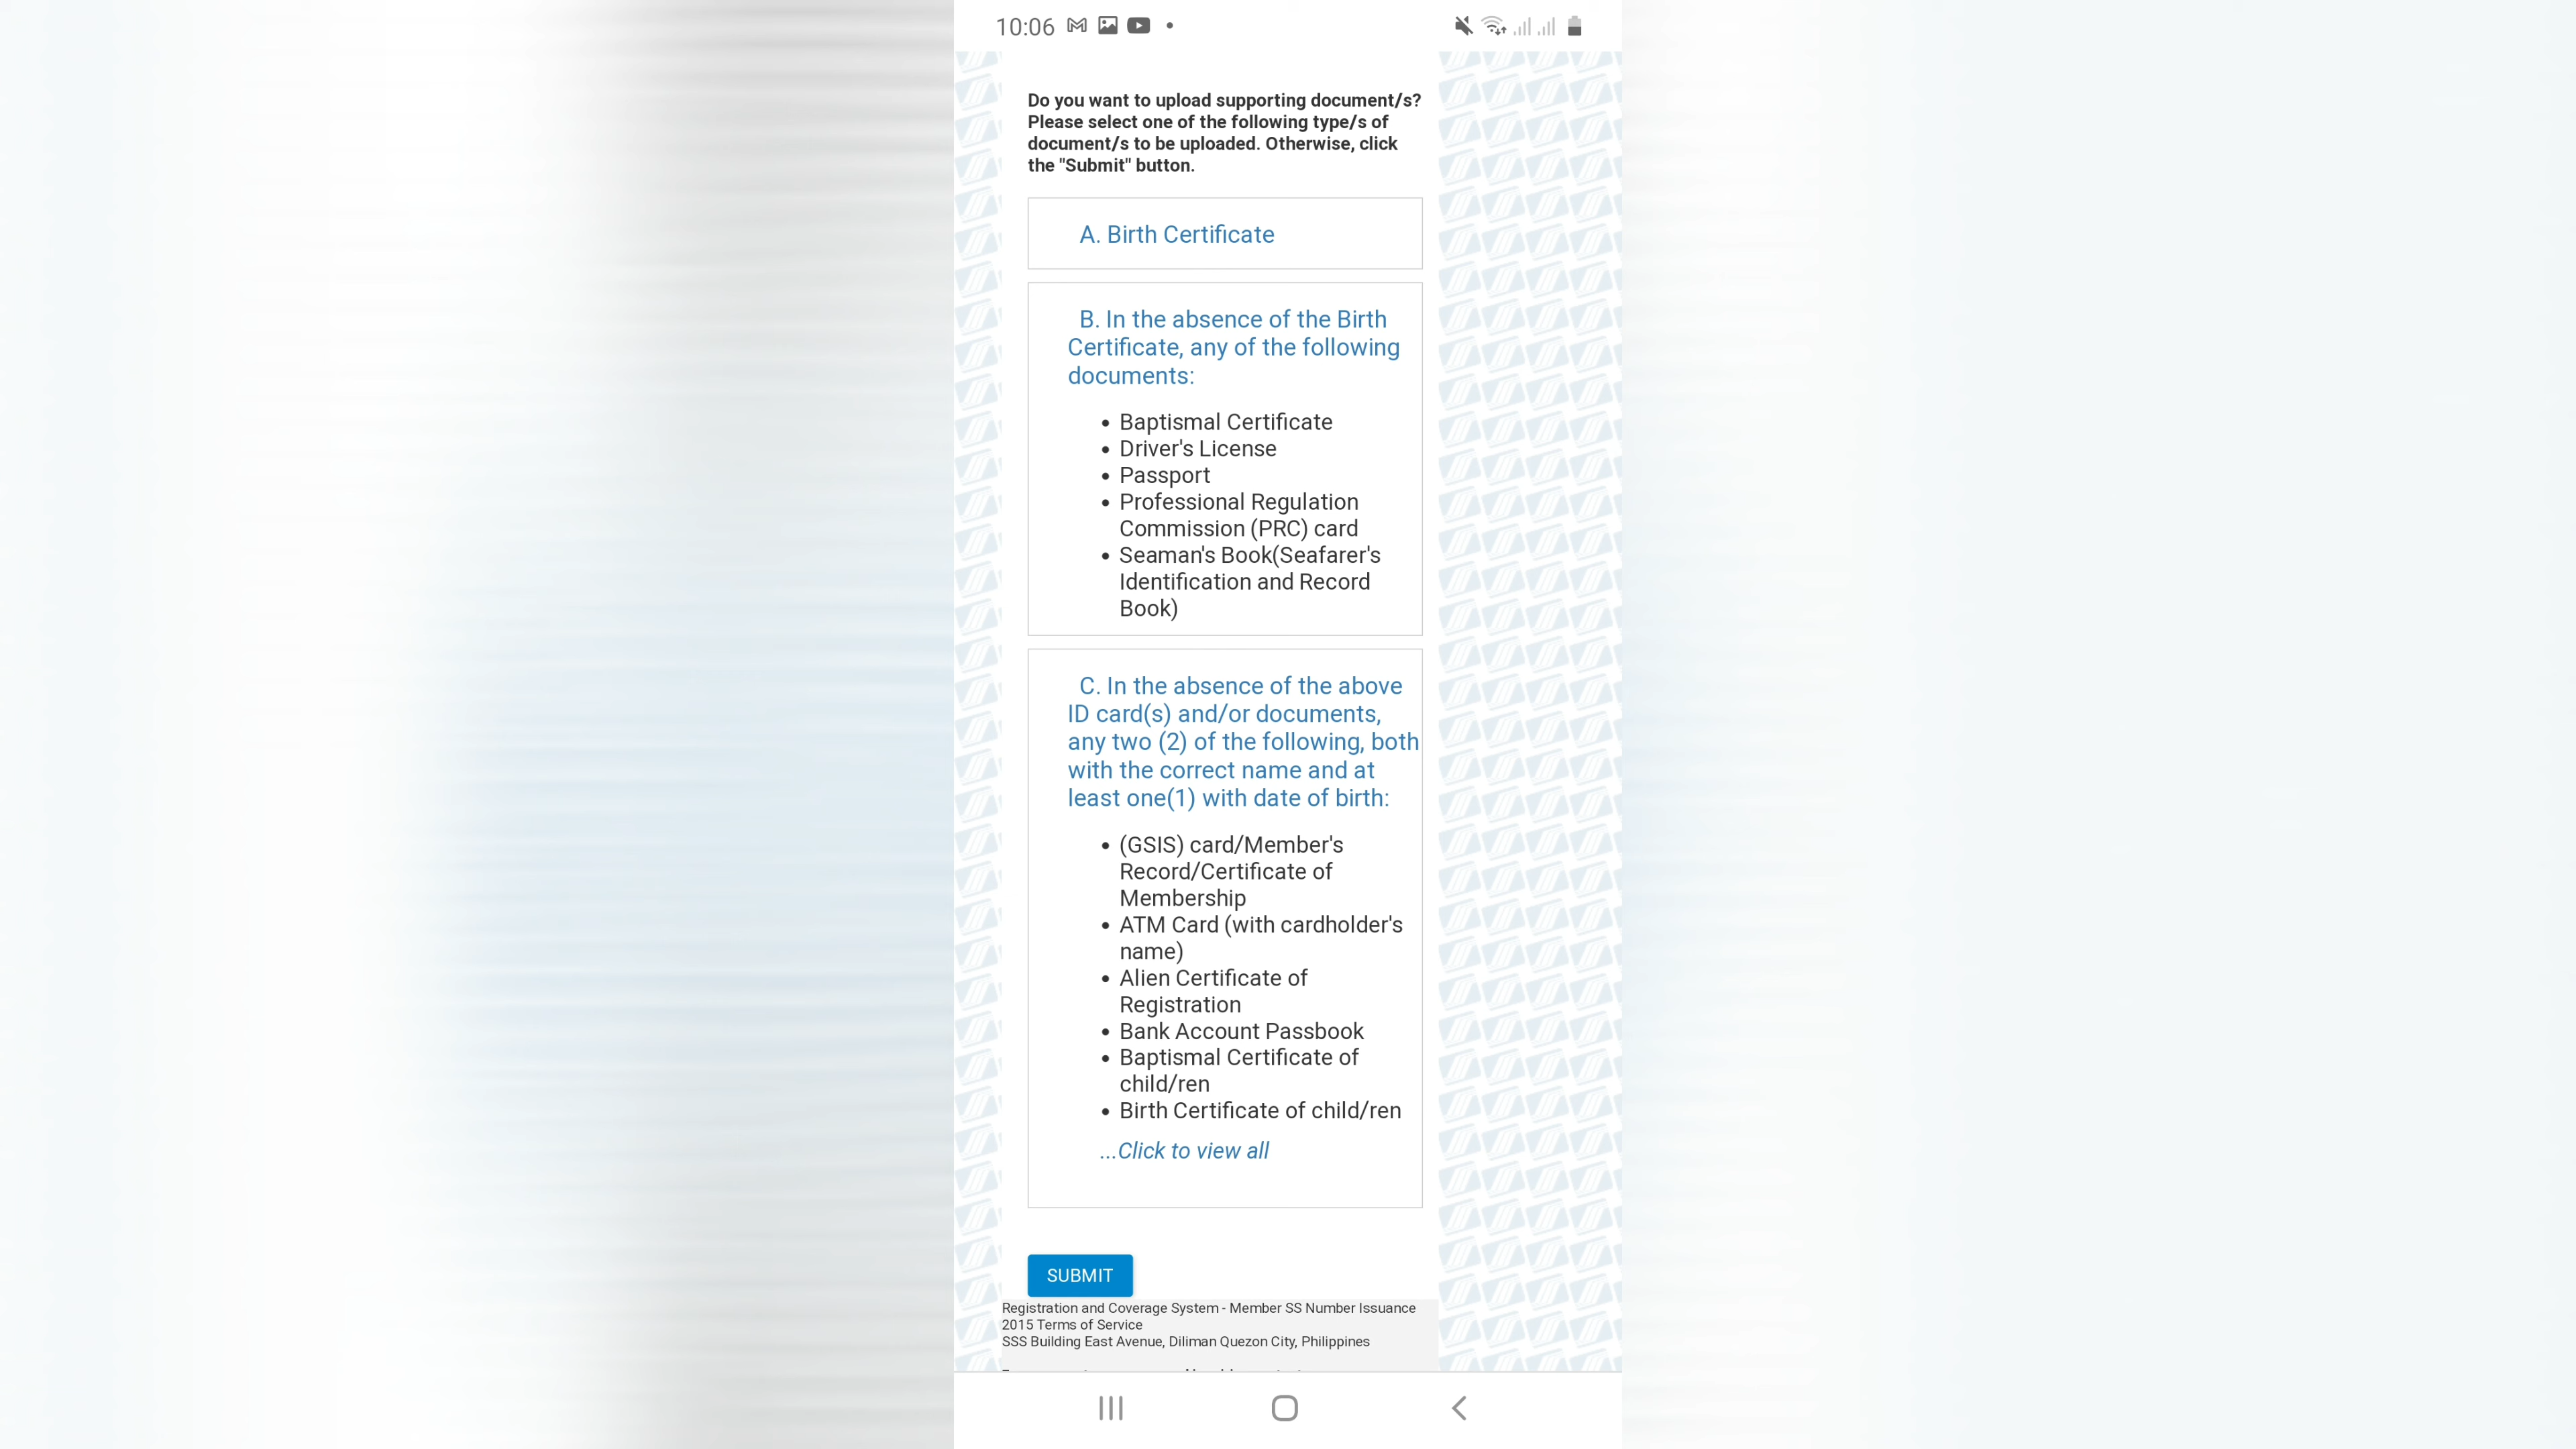 10:06
Do you want to upload supporting document/s?
Please select one of the following type/s of
document/s to be uploaded. Otherwise, click
the "Submit" button.
A. Birth Certificate
B. In the absence of the Birth
Certificate, any of the following
documents:
• Baptismal Certificate
• Driver's License
• Passport
• Professional Regulation
Commission (PRC) card
• Seaman's Book(Seafarer's
Identification and Record
Book)
C. In the absence of the above
ID card(s) and/or documents,
any two (2) of the following, both
with the correct name and at
least one(1) with date of birth:
• (GSIS) card/Member's
Record/Certificate of
Membership
• ATM Card (with cardholder's
name)
• Alien Certificate of
Registration
• Bank Account Passbook
• Baptismal Certificate of
child/ren
• Birth Certificate of child/ren
...Click to view all
SUBMIT
Registration and Coverage System - Member SS Number Issuance
2015 Terms of Service
SSS Building East Avenue, Diliman Quezon City, Philippines